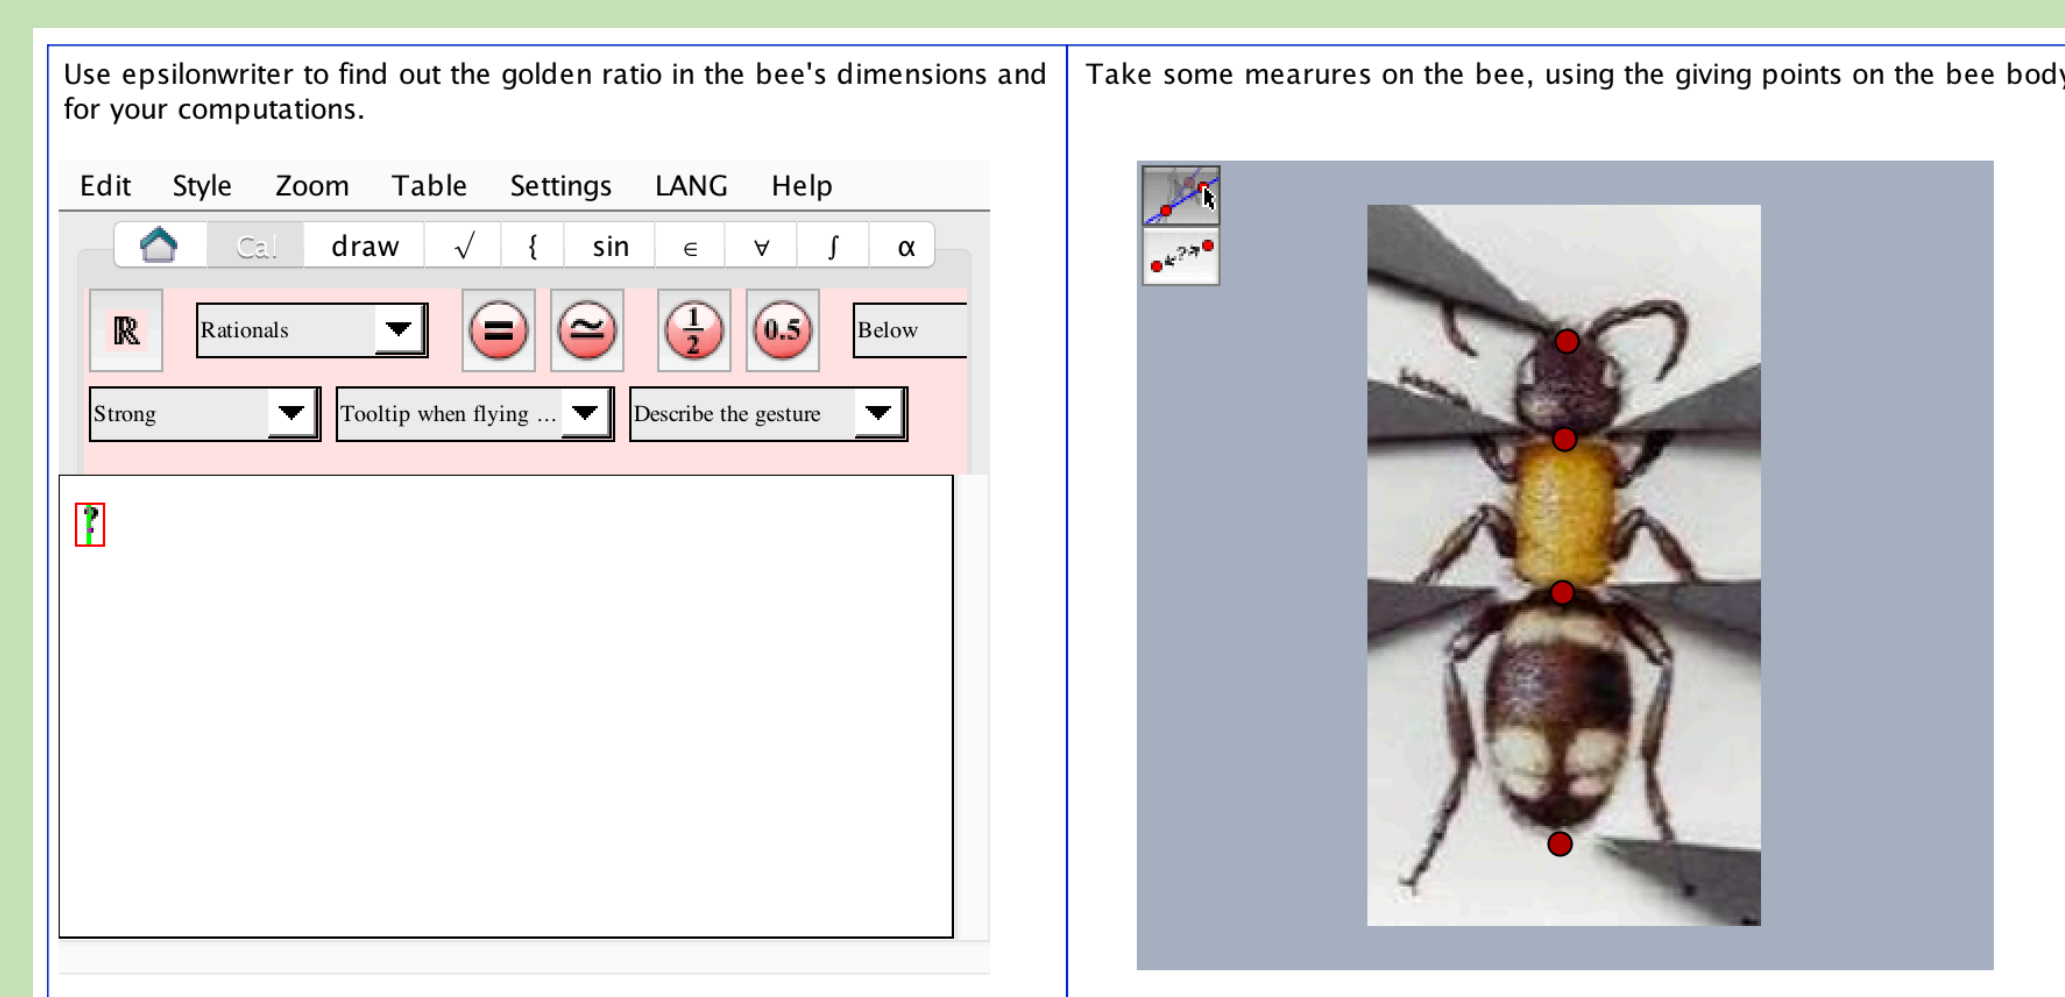 Use epsilonwriter to find out the golden ratio in the bee's dimensions and
for your computations.
Take some mearures on the bee, using the giving points on the bee body
Edit Style Zoom Table Settings LANG Help
Cal draw √ { sin ∈ ∀ ∫ α
ℝ Rationals = ≃ 1/2 0.5 Below
Strong Tooltip when flying ... Describe the gesture
?
?